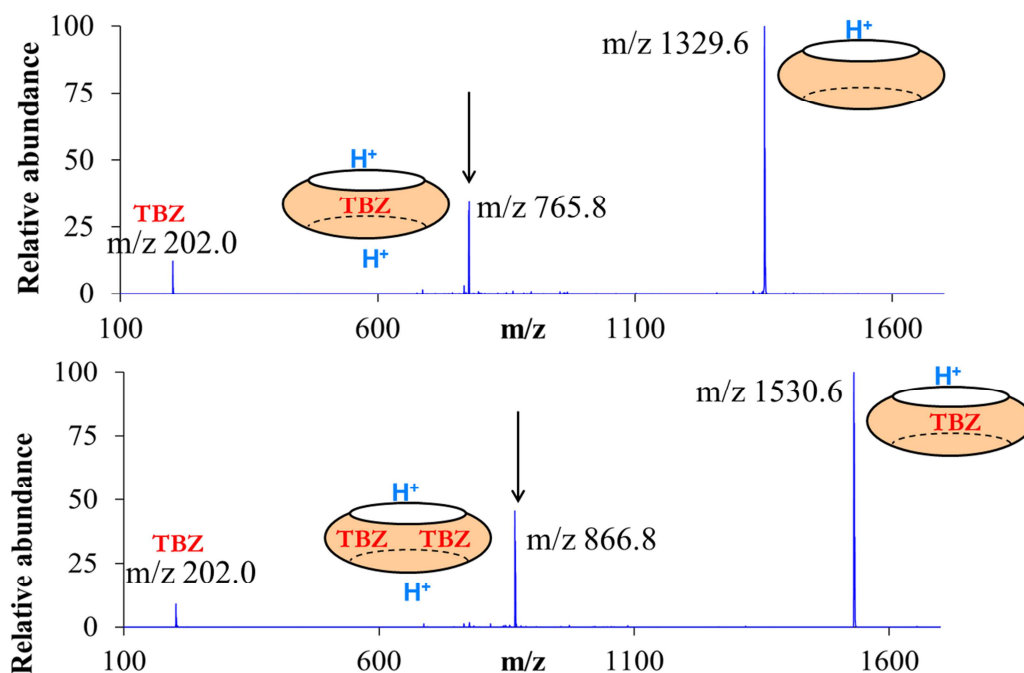 Relative abundance
100
75
50
25
0
m/z 1329.6
H+
H+
TBZ
H+
TBZ
m/z 202.0
m/z 765.8
100
600
m/z
1100
1600
Relative abundance
100
75
50
25
0
m/z 1530.6
H+
TBZ
H+
TBZ TBZ
H+
TBZ
m/z 202.0
m/z 866.8
100
600
m/z
1100
1600